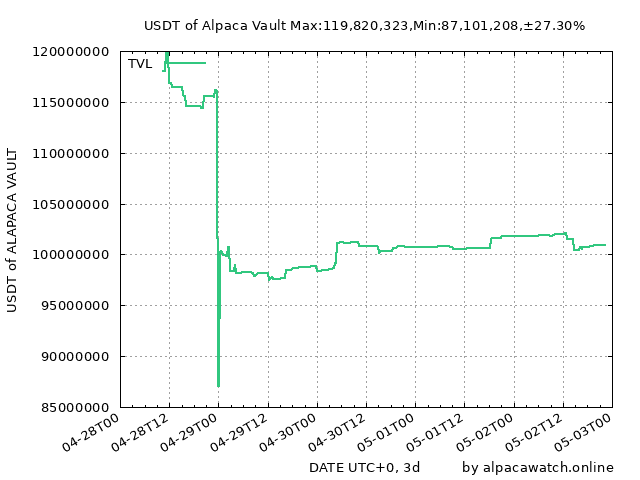 USDT of Alpaca Vault Max:119,820,323,Min:87,101,208,±27.30%
120000000
TVL
115000000
110000000
105000000
100000000
95000000
90000000
85000000
USDT of ALAPACA VAULT
04-28T00
04-28T12
04-29T00
04-29T12
04-30T00
04-30T12
05-01T00
05-01T12
05-02T00
05-02T12
05-03T00
DATE UTC+0, 3d
by alpacawatch.online